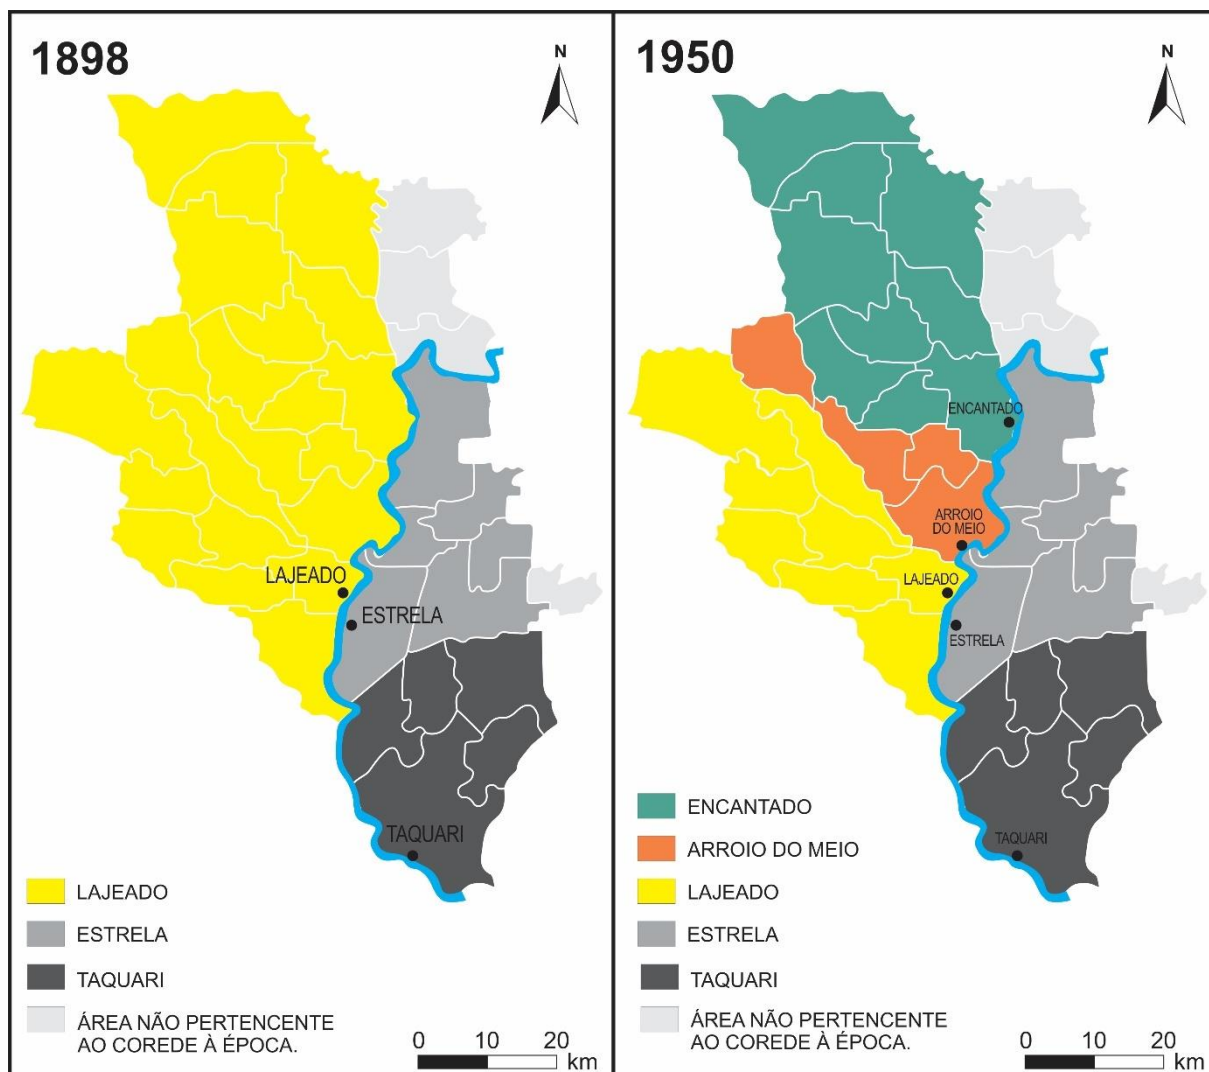 1898
N
LAJEADO
ESTRELA
TAQUARI
LAJEADO
ESTRELA
TAQUARI
ÁREA NÃO PERTENCENTE
AO COREDE À ÉPOCA.
0 10 20
km
1950
N
ENCANTADO
ARROIO
DO MEIO
LAJEADO
ESTRELA
TAQUARI
ENCANTADO
ARROIO DO MEIO
LAJEADO
ESTRELA
TAQUARI
ÁREA NÃO PERTENCENTE
AO COREDE À ÉPOCA.
0 10 20
km